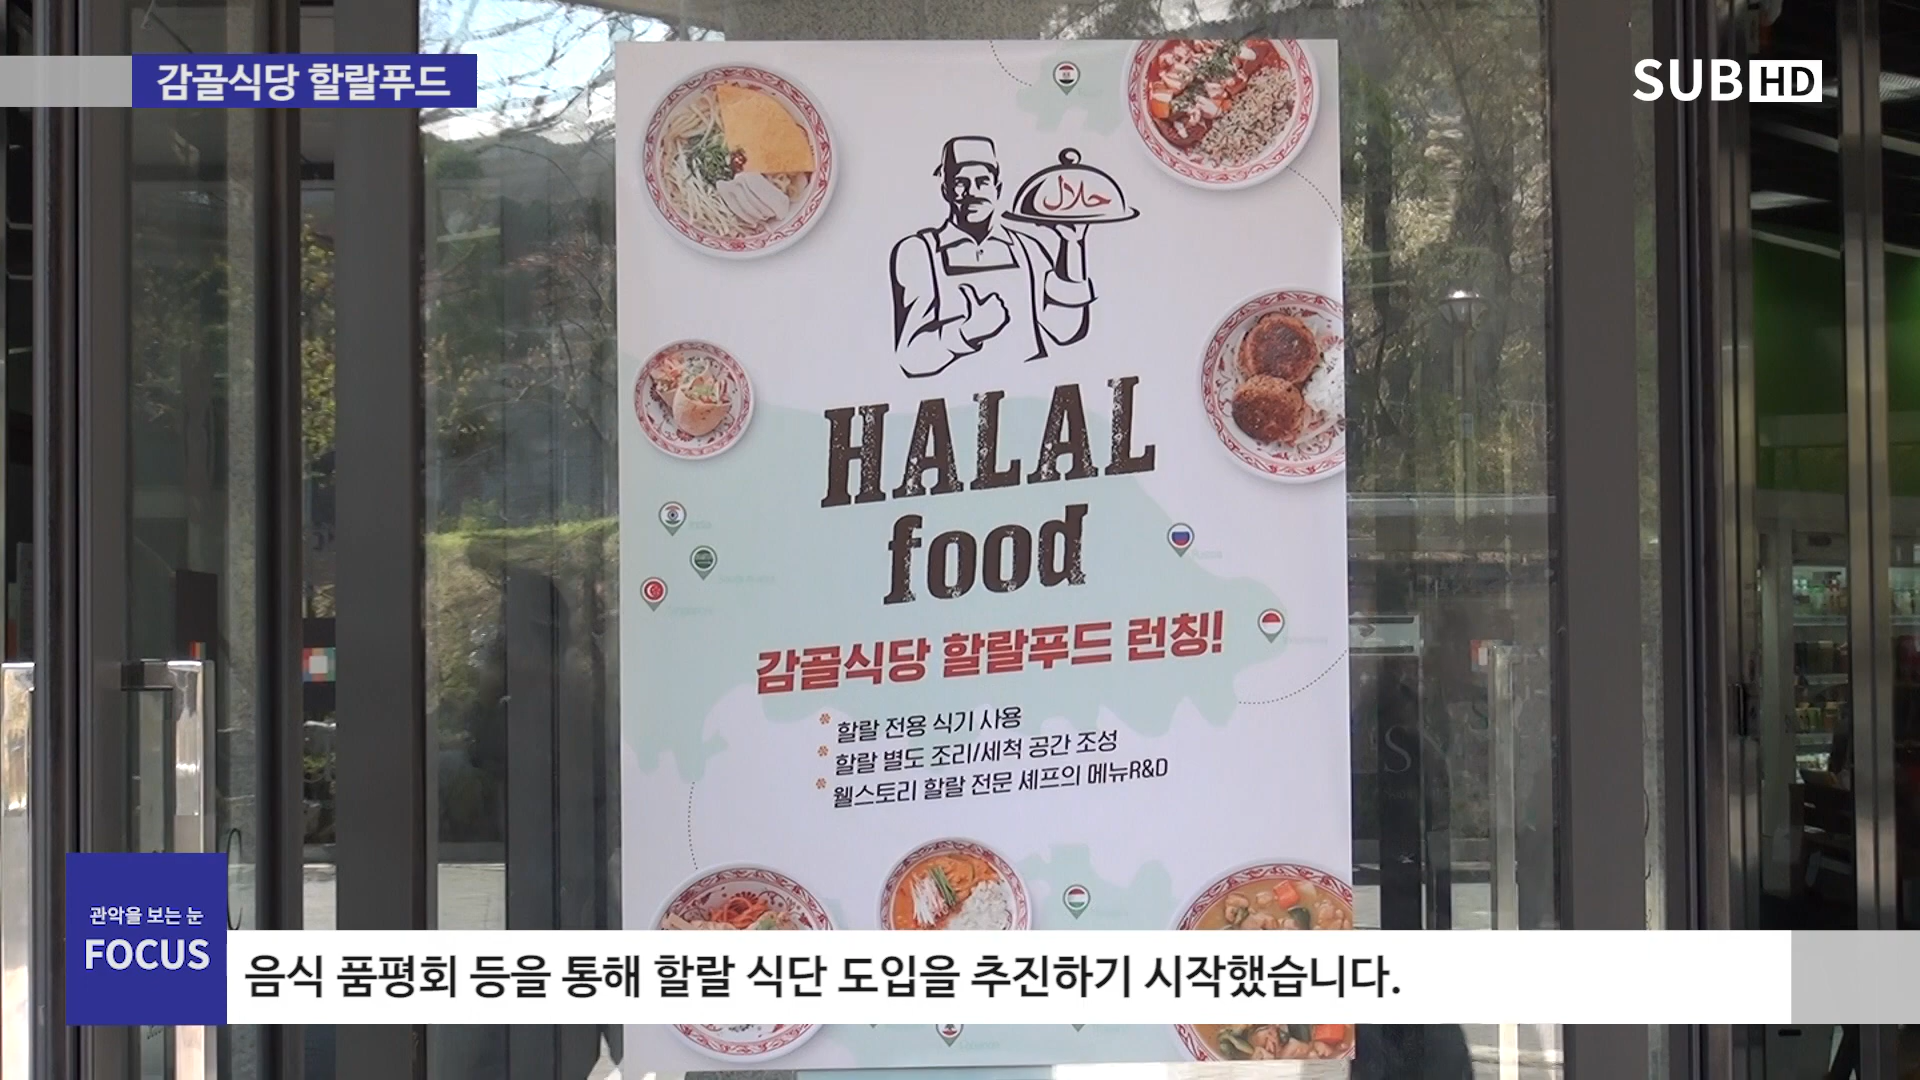 감골식당 할랄푸드
SUB HD
حلال
HALAL
food
India
Russia
감골식당 할랄푸드 런칭!
할랄 전용 식기 사용
할랄 별도 조리/세척 공간 조성
웰스토리 할랄 전문 셰프의 메뉴R&D
관악을 보는 눈
FOCUS
음식 품평회 등을 통해 할랄 식단 도입을 추진하기 시작했습니다.